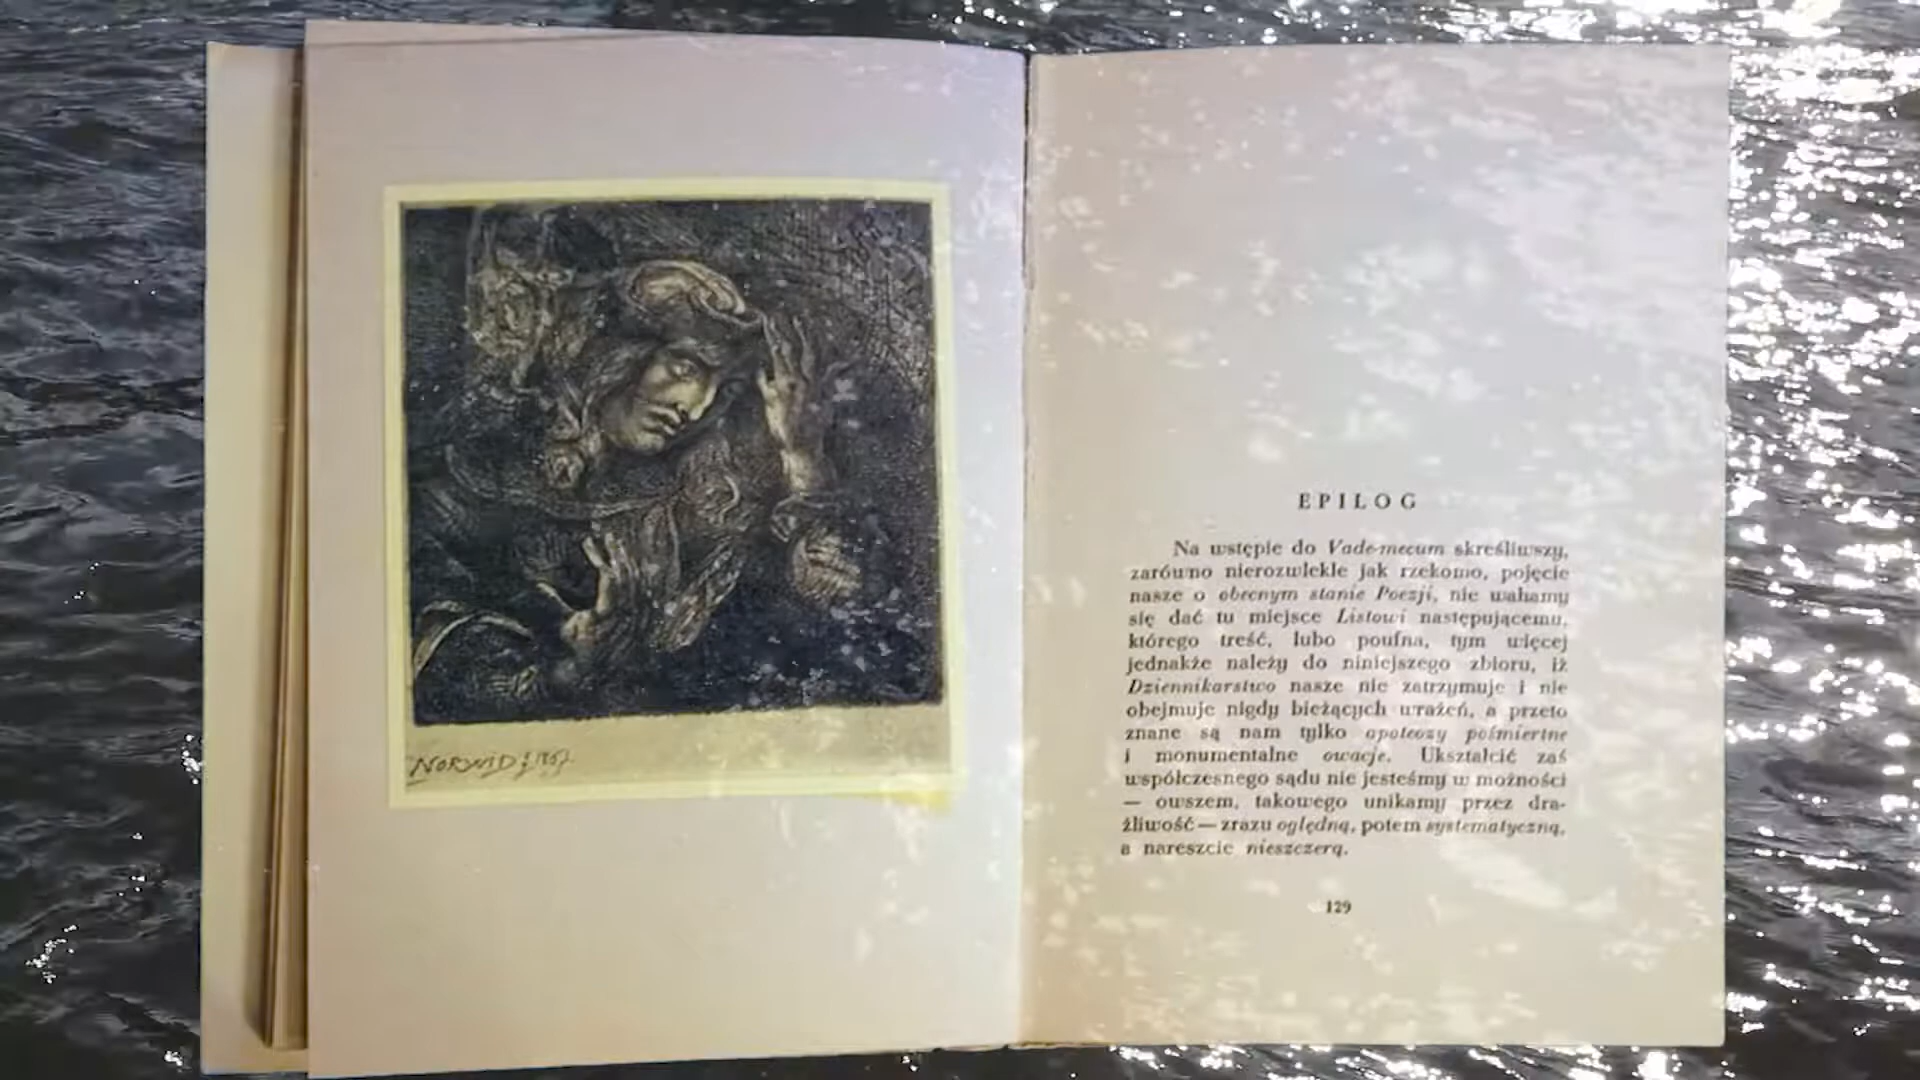 NORWID f. 1857
EPILOG
Na wstępie do Vade-mecum skreśliwszy,
zarówno nierozwlekle jak rzekomo, pojęcie
nasze o obecnym stanie Poezji, nie wahamy
się dać tu miejsce Listowi następującemu,
którego treść, lubo poufna, tym więcej
jednakże należy do niniejszego zbioru, iż
Dziennikarstwo nasze nie zatrzymuje i nie
obejmuje nigdy bieżących wrażeń, a przeto
znane są nam tylko apoteozy pośmiertne
i monumentalne owacje. Ukształcić zaś
współczesnego sądu nie jesteśmy w możności
— owszem, takowego unikamy przez dra-
żliwość — zrazu oględną, potem systematyczną,
a nareszcie nieszczerą.
129